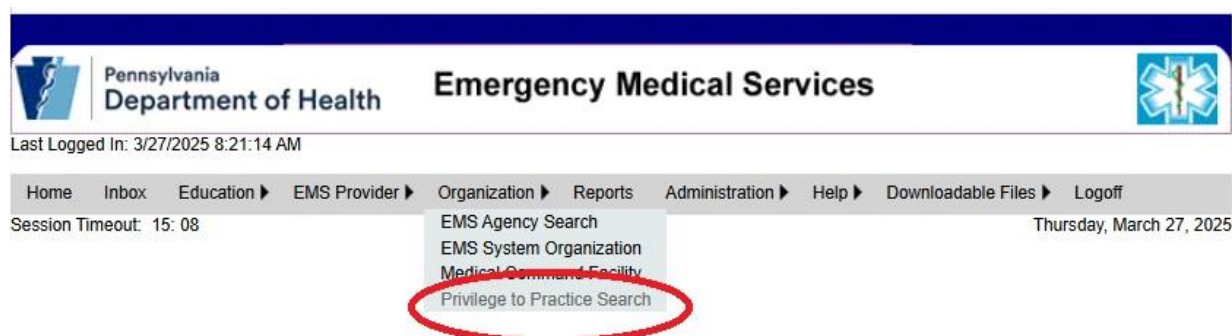 Pennsylvania
Department of Health
Emergency Medical Services
Last Logged In: 3/27/2025 8:21:14 AM
Home Inbox Education EMS Provider Organization Reports Administration Help Downloadable Files Logoff
Session Timeout: 15: 08
Thursday, March 27, 2025
EMS Agency Search
EMS System Organization
Medical Command Facility
Privilege to Practice Search